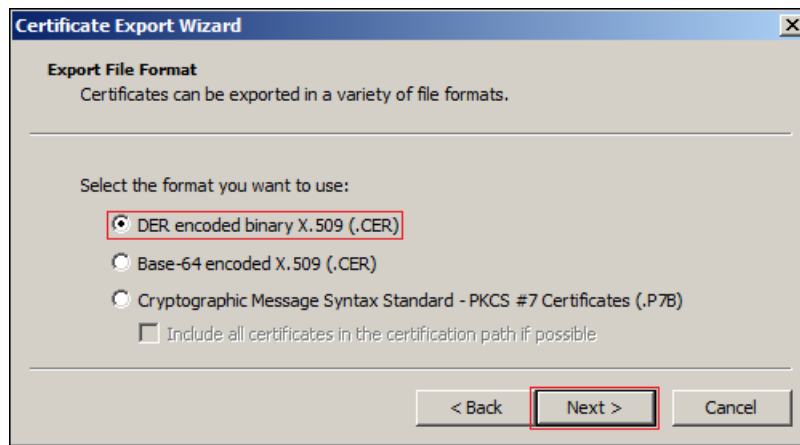 Certificate Export Wizard
Export File Format
Certificates can be exported in a variety of file formats.
Select the format you want to use:
DER encoded binary X.509 (.CER)
Base-64 encoded X.509 (.CER)
Cryptographic Message Syntax Standard - PKCS #7 Certificates (.P7B)
Include all certificates in the certification path if possible
< Back Next > Cancel